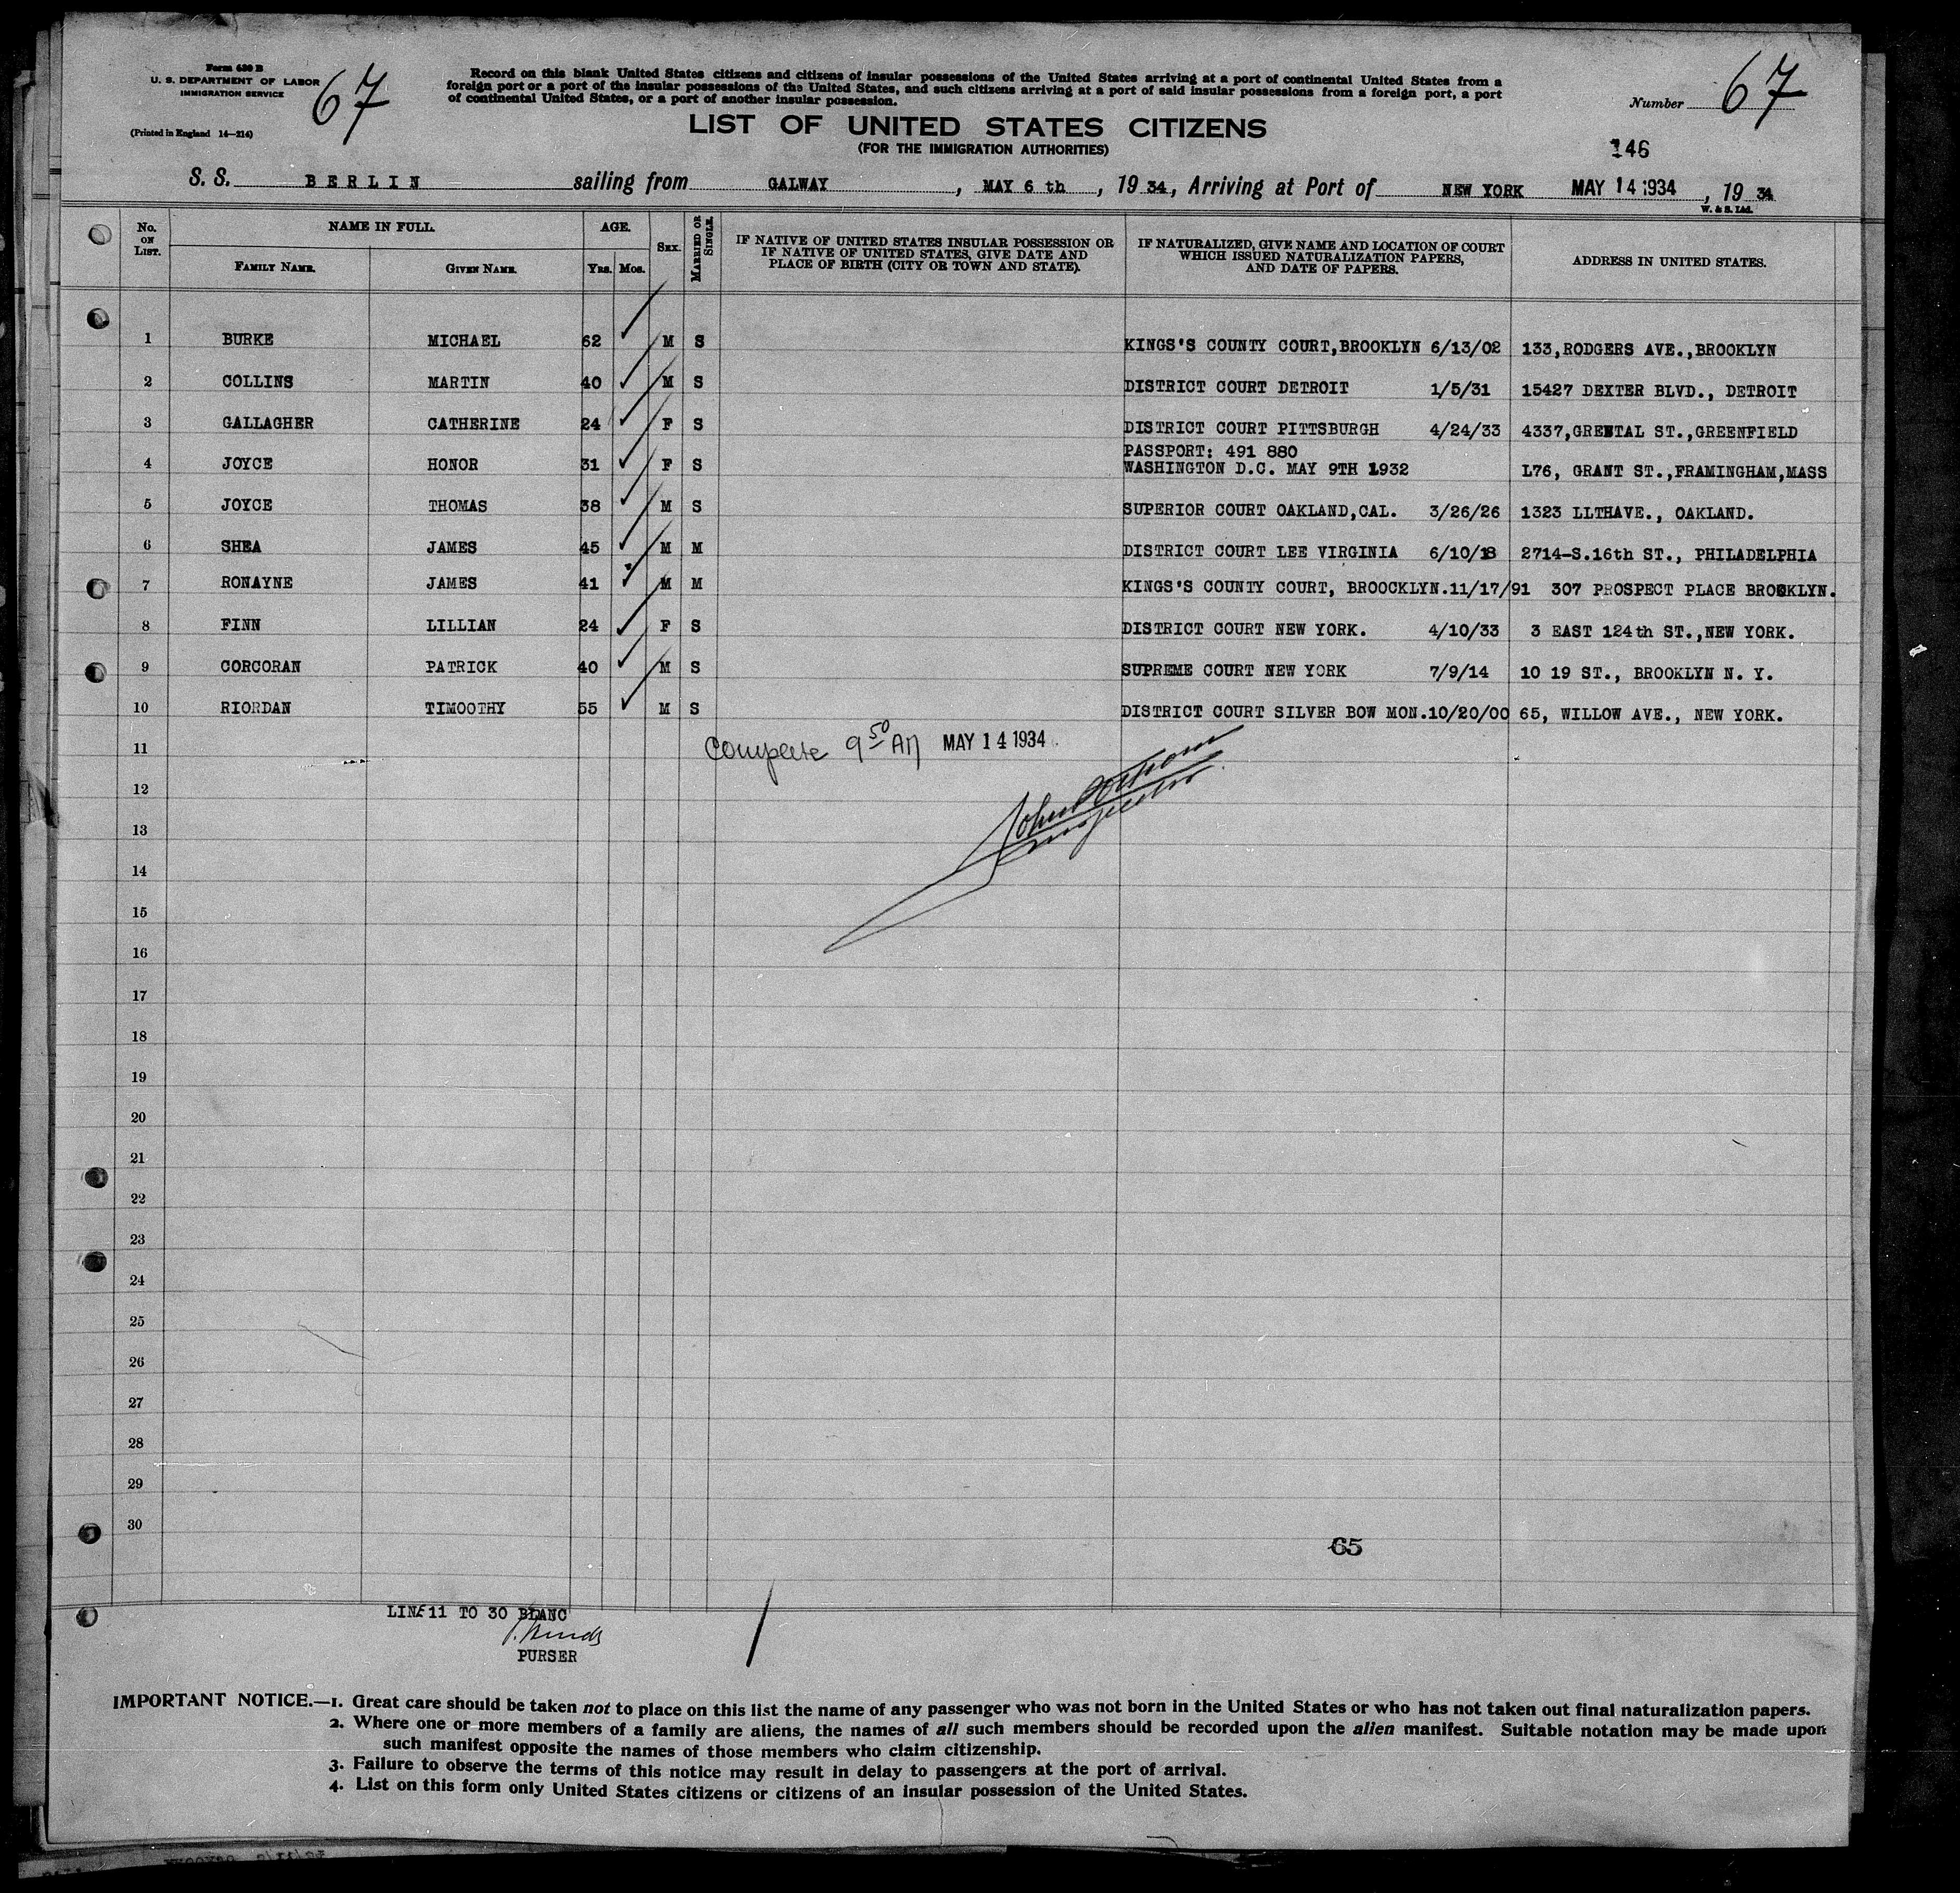 Form 630 B
U. S. DEPARTMENT OF LABOR
IMMIGRATION SERVICE
67
(Printed in England 14—214)
Record on this blank United States citizens and citizens of insular possessions of the United States arriving at a port of continental United States from a
foreign port or a port of the insular possessions of the United States, and such citizens arriving at a port of said insular possessions from a foreign port, a port
of continental United States, or a port of another insular possession.
Number 67
LIST OF UNITED STATES CITIZENS
(FOR THE IMMIGRATION AUTHORITIES)
146
S. S. BERLIN sailing from GALWAY, MAY 6 th, 19 34, Arriving at Port of NEW YORK MAY 14 1934, 19 34
W. & S. Ltd.
No. ON LIST. NAME IN FULL. AGE. SEX. MARRIED OR SINGLE. IF NATIVE OF UNITED STATES INSULAR POSSESSION OR IF NATIVE OF UNITED STATES, GIVE DATE AND PLACE OF BIRTH (CITY OR TOWN AND STATE). IF NATURALIZED, GIVE NAME AND LOCATION OF COURT WHICH ISSUED NATURALIZATION PAPERS, AND DATE OF PAPERS. ADDRESS IN UNITED STATES.
FAMILY NAME. GIVEN NAME. YRS. MOS.
1 BURKE MICHAEL 62 M S KINGS'S COUNTY COURT,BROOKLYN 6/13/02 133,RODGERS AVE.,BROOKLYN
2 COLLINS MARTIN 40 M S DISTRICT COURT DETROIT 1/5/31 15427 DEXTER BLVD., DETROIT
3 GALLAGHER CATHERINE 24 F S DISTRICT COURT PITTSBURGH 4/24/33 4337,GRENTAL ST.,GREENFIELD
PASSPORT: 491 880
4 JOYCE HONOR 31 F S WASHINGTON D.C. MAY 9TH 1932 L76, GRANT ST.,FRAMINGHAM,MASS
5 JOYCE THOMAS 38 M S SUPERIOR COURT OAKLAND,CAL. 3/26/26 1323 LLTHAVE., OAKLAND.
6 SHEA JAMES 45 M M DISTRICT COURT LEE VIRGINIA 6/10/18 2714-S.16th ST., PHILADELPHIA
7 RONAYNE JAMES 41 M M KINGS'S COUNTY COURT, BROOCKLYN.11/17/91 307 PROSPECT PLACE BROOKLYN.
8 FINN LILLIAN 24 F S DISTRICT COURT NEW YORK. 4/10/33 3 EAST 124th ST.,NEW YORK.
9 CORCORAN PATRICK 40 M S SUPREME COURT NEW YORK 7/9/14 10 19 ST., BROOKLYN N. Y.
10 RIORDAN TIMOOTHY 55 M S DISTRICT COURT SILVER BOW MON.10/20/00 65, WILLOW AVE., NEW YORK.
11 Complete 9 50 AM MAY 14 1934
12
13 John Inspector
14
15
16
17
18
19
20
21
22
23
24
25
26
27
28
29
30
65
LINE 11 TO 30 BLANC
PURSER
IMPORTANT NOTICE.—1. Great care should be taken not to place on this list the name of any passenger who was not born in the United States or who has not taken out final naturalization papers.
2. Where one or more members of a family are aliens, the names of all such members should be recorded upon the alien manifest. Suitable notation may be made upon
such manifest opposite the names of those members who claim citizenship.
3. Failure to observe the terms of this notice may result in delay to passengers at the port of arrival.
4. List on this form only United States citizens or citizens of an insular possession of the United States.